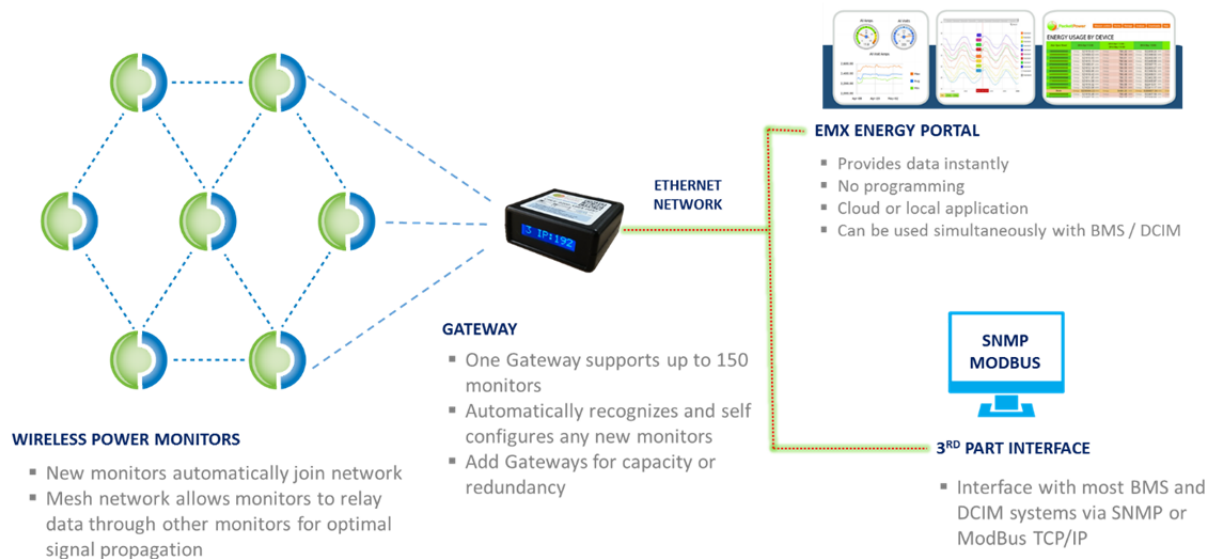 ENERGY USAGE BY DEVICE
EMX ENERGY PORTAL
▪ Provides data instantly
▪ No programming
▪ Cloud or local application
▪ Can be used simultaneously with BMS / DCIM
ETHERNET
NETWORK
3 IP:192
GATEWAY
▪ One Gateway supports up to 150
monitors
▪ Automatically recognizes and self
configures any new monitors
▪ Add Gateways for capacity or
redundancy
SNMP
MODBUS
WIRELESS POWER MONITORS
▪ New monitors automatically join network
▪ Mesh network allows monitors to relay
data through other monitors for optimal
signal propagation
3RD PART INTERFACE
▪ Interface with most BMS and
DCIM systems via SNMP or
ModBus TCP/IP